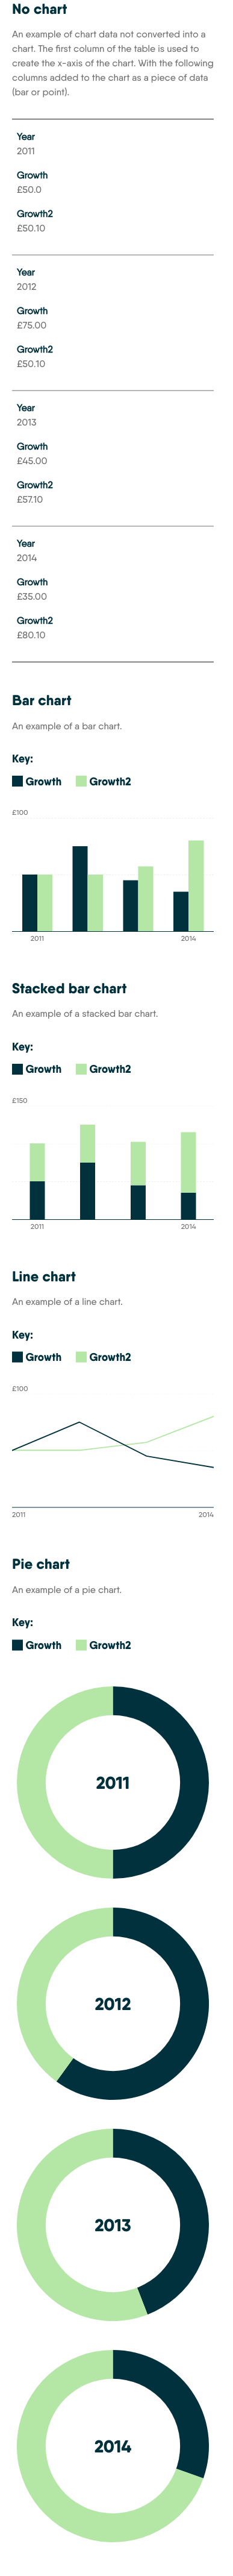 No chart
An example of chart data not converted into a
chart. The first column of the table is used to
create the x-axis of the chart. With the following
columns added to the chart as a piece of data
(bar or point).
Year
2011
Growth
£50.0
Growth2
£50.10
Year
2012
Growth
£75.00
Growth2
£50.10
Year
2013
Growth
£45.00
Growth2
£57.10
Year
2014
Growth
£35.00
Growth2
£80.10
Bar chart
An example of a bar chart.
Key:
Growth Growth2
£100
2011 2014
Stacked bar chart
An example of a stacked bar chart.
Key:
Growth Growth2
£150
2011 2014
Line chart
An example of a line chart.
Key:
Growth Growth2
£100
2011 2014
Pie chart
An example of a pie chart.
Key:
Growth Growth2
2011
2012
2013
2014